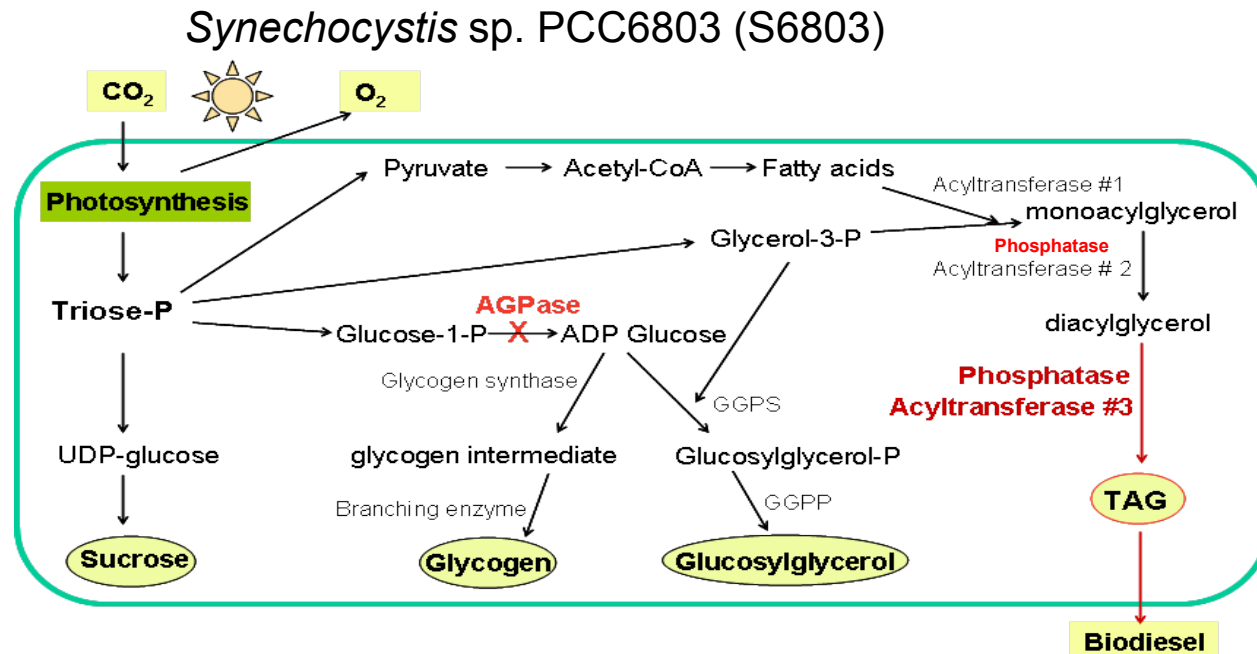 Synechocystis sp. PCC6803 (S6803)
CO₂
O₂
Photosynthesis
Pyruvate
Acetyl-CoA
Fatty acids
Acyltransferase #1
monoacylglycerol
Glycerol-3-P
Phosphatase
Acyltransferase # 2
Triose-P
AGPase
Glucose-1-P
X
ADP Glucose
diacylglycerol
Glycogen synthase
Phosphatase
Acyltransferase #3
GGPS
UDP-glucose
glycogen intermediate
Glucosylglycerol-P
Branching enzyme
GGPP
TAG
Sucrose
Glycogen
Glucosylglycerol
Biodiesel